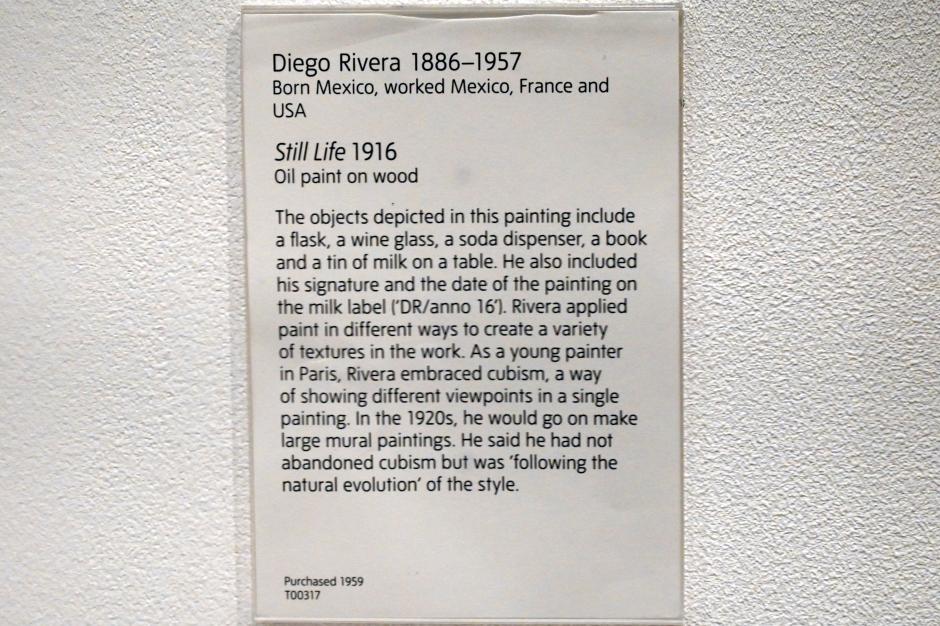 Diego Rivera 1886–1957
Born Mexico, worked Mexico, France and
USA
Still Life 1916
Oil paint on wood
The objects depicted in this painting include
a flask, a wine glass, a soda dispenser, a book
and a tin of milk on a table. He also included
his signature and the date of the painting on
the milk label (‘DR/anno 16’). Rivera applied
paint in different ways to create a variety
of textures in the work. As a young painter
in Paris, Rivera embraced cubism, a way
of showing different viewpoints in a single
painting. In the 1920s, he would go on make
large mural paintings. He said he had not
abandoned cubism but was ‘following the
natural evolution’ of the style.
Purchased 1959
T00317